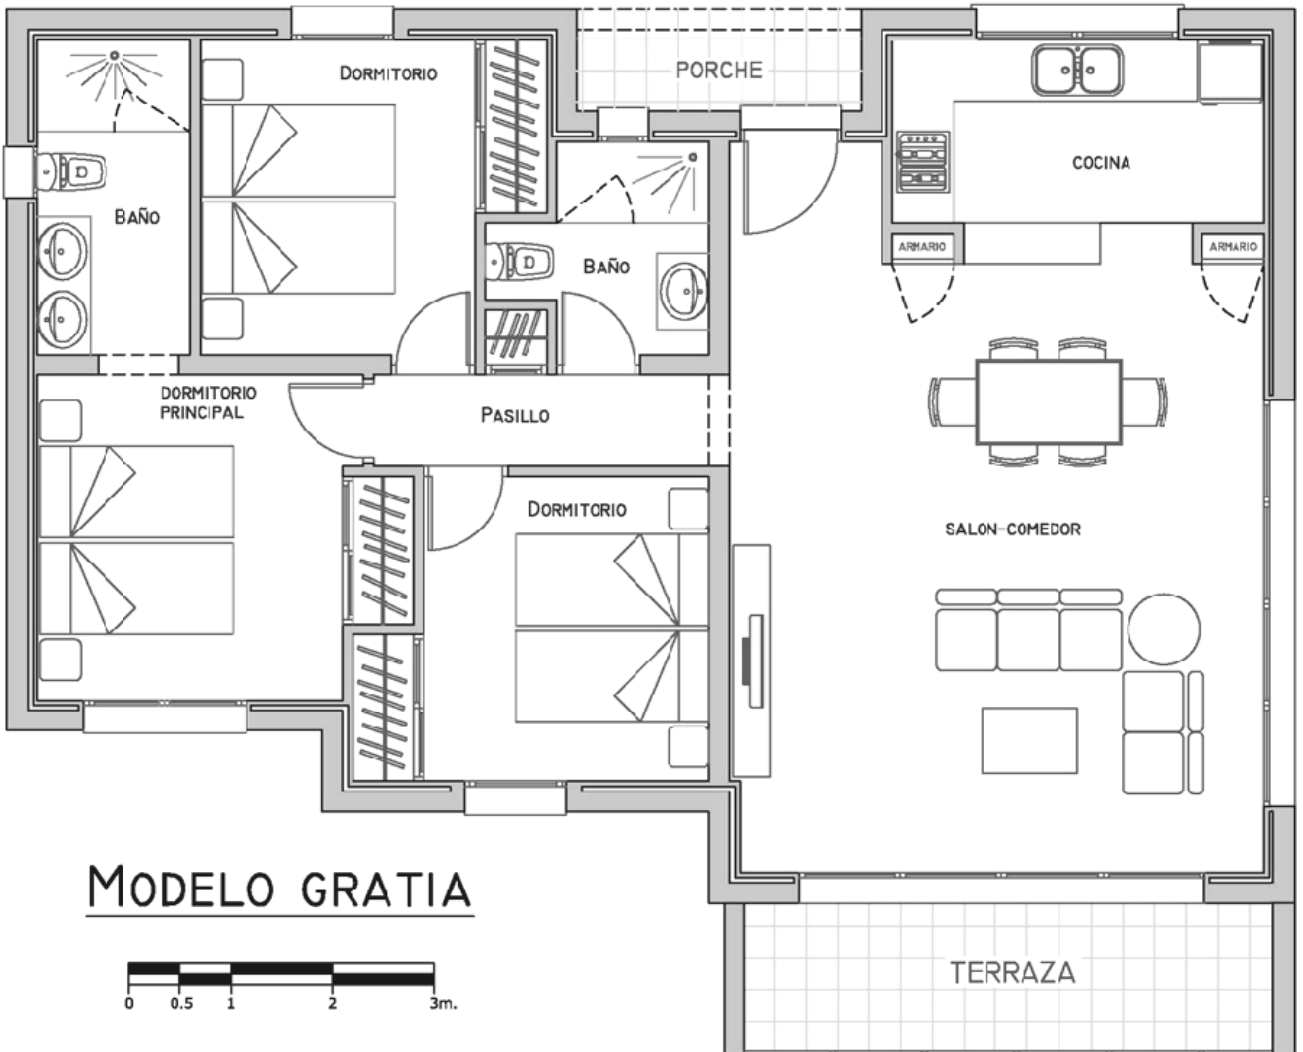 PORCHE
DORMITORIO
COCINA
BAÑO
ARMARIO
ARMARIO
BAÑO
DORMITORIO
PRINCIPAL
PASILLO
DORMITORIO
SALON-COMEDOR
MODELO GRATIA
TERRAZA
0 0.5 1 2 3m.